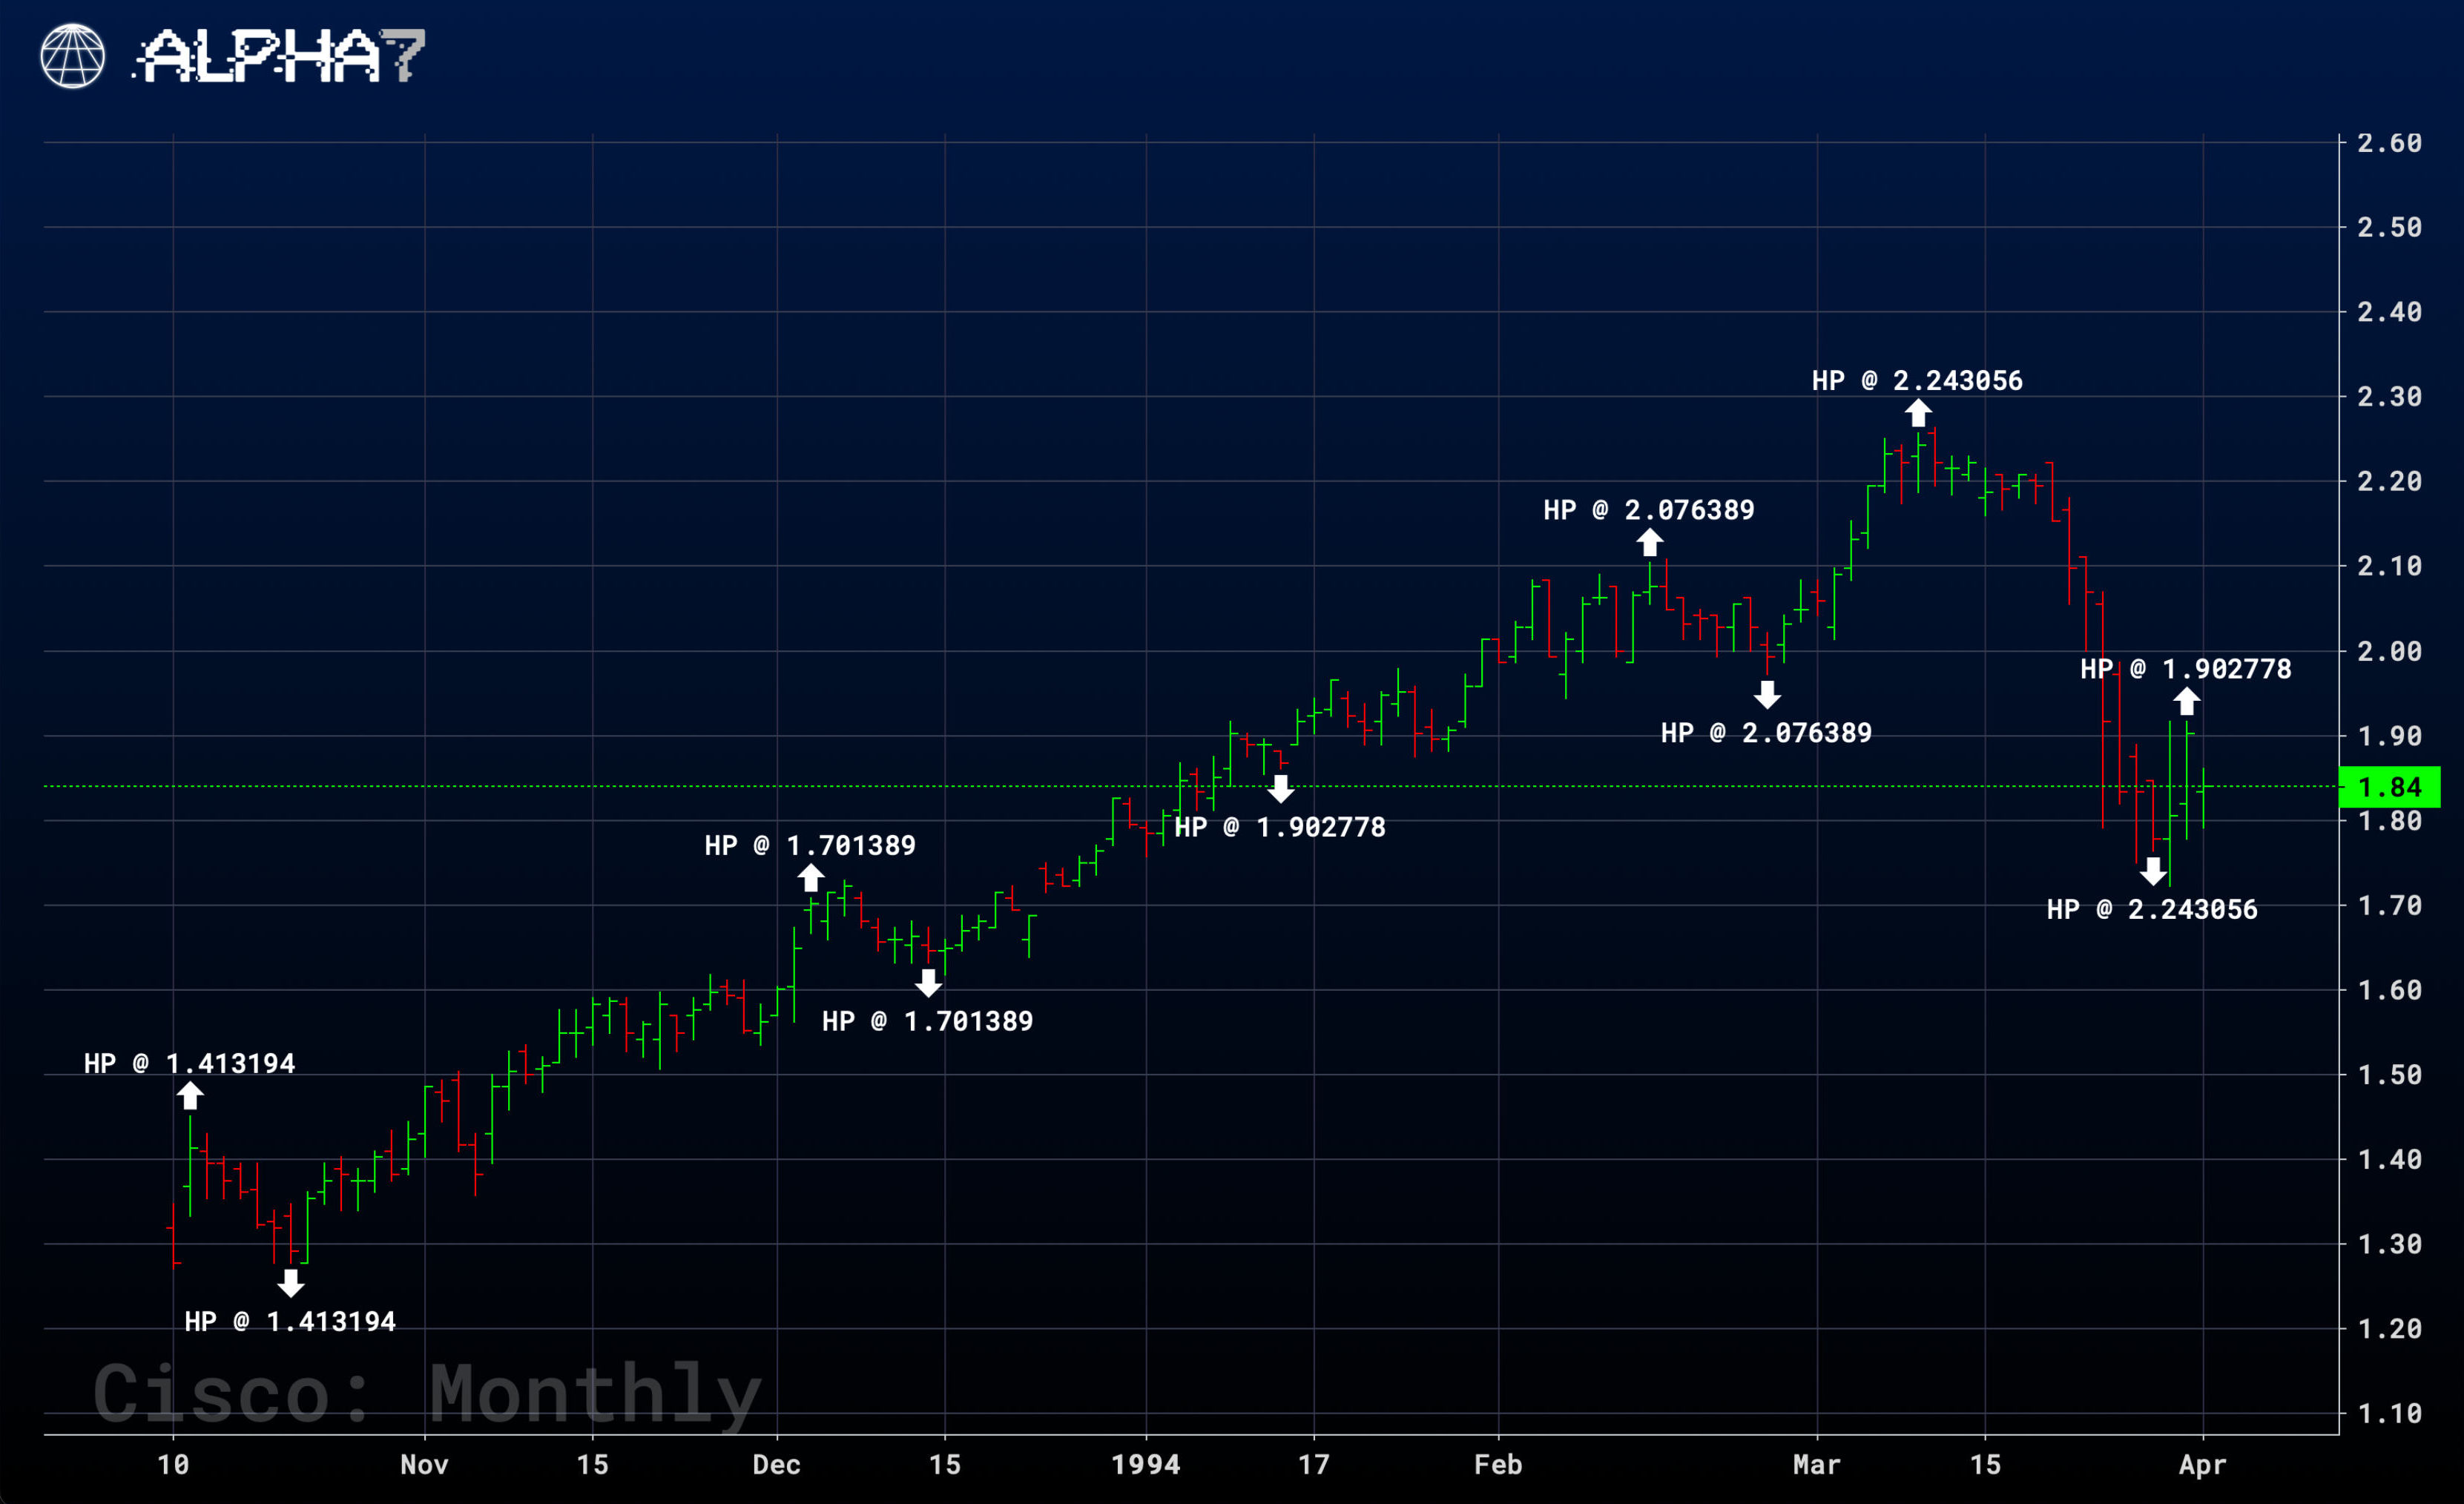 ALPHA7
2.60
2.50
2.40
HP @ 2.243056
2.30
2.20
HP @ 2.076389
2.10
2.00
HP @ 1.902778
HP @ 2.076389
1.90
1.84
1.80
HP @ 1.902778
HP @ 1.701389
1.70
HP @ 2.243056
1.60
HP @ 1.701389
HP @ 1.413194
1.50
1.40
1.30
HP @ 1.413194
1.20
Cisco: Monthly
1.10
10 Nov 15 Dec 15 1994 17 Feb Mar 15 Apr